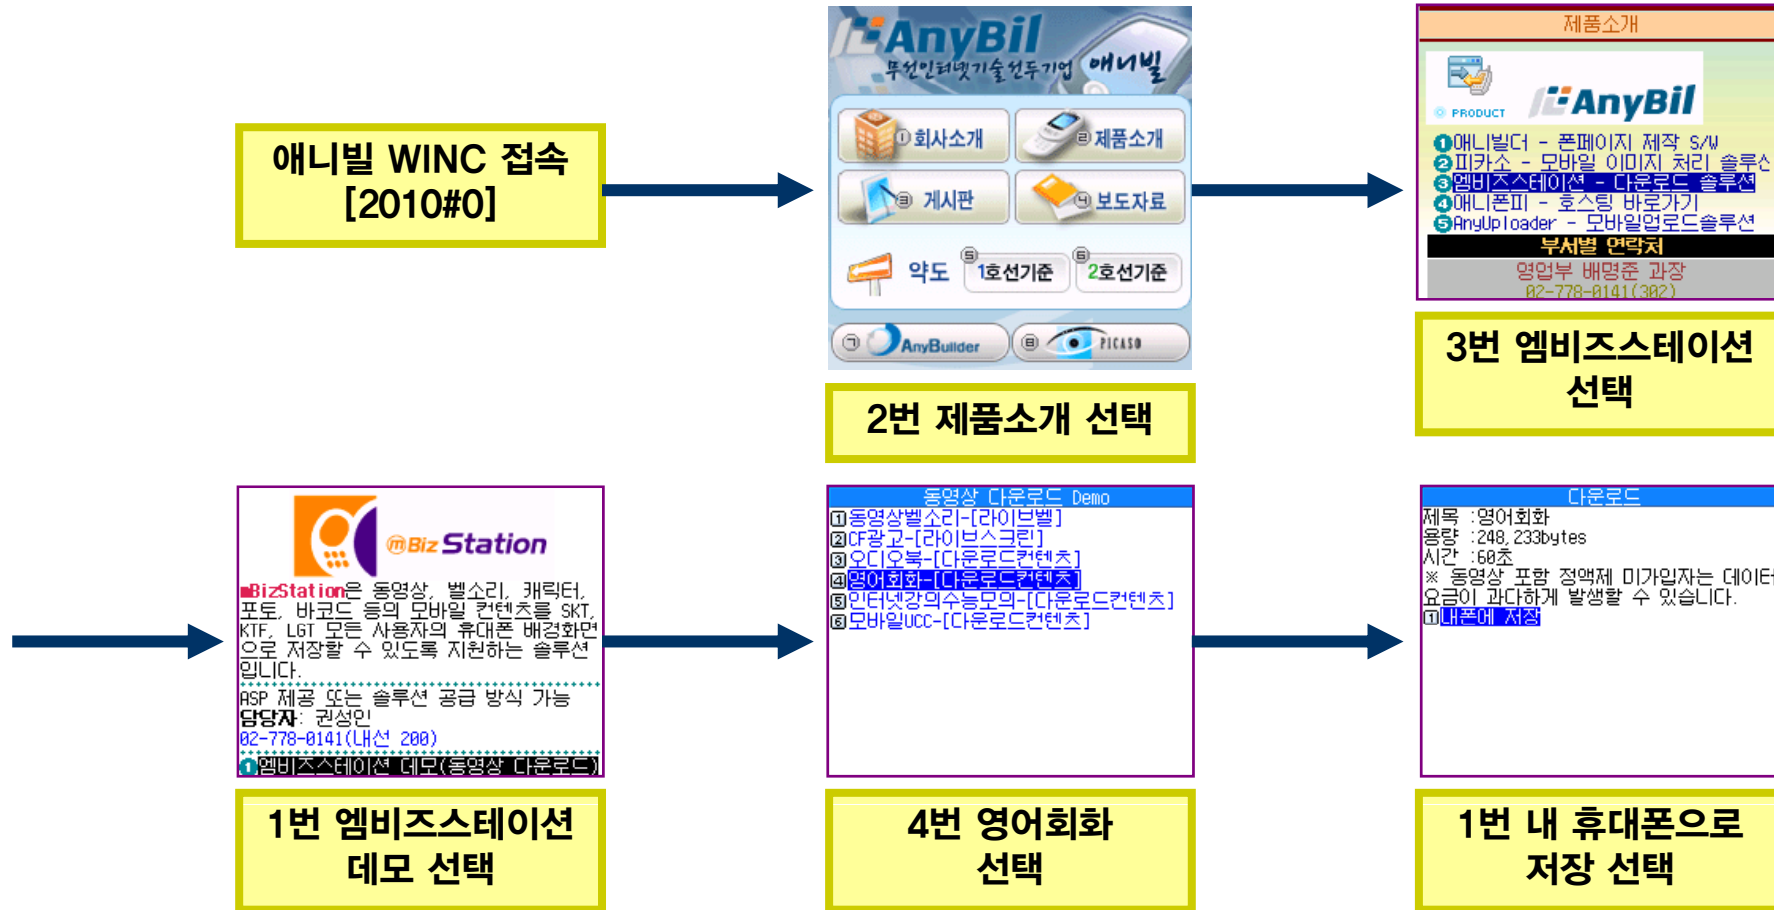 애니빌 WINC 접속
[2010#0]
AnyBil
무선인터넷기술선두기업 애니빌
① 회사소개
② 제품소개
③ 게시판
④ 보도자료
약도 ⑤ 1호선기준 ⑥ 2호선기준
⑦ AnyBuilder ⑧ PICASO
2번 제품소개 선택
제품소개
PRODUCT AnyBil
❶애니빌더 - 폰페이지 제작 S/W
❷피카소 - 모바일 이미지 처리 솔루션
❸엠비즈스테이션 - 다운로드 솔루션
❹애니폰피 - 호스팅 바로가기
❺AnyUploader - 모바일업로드솔루션
부서별 연락처
영업부 배명준 과장
02-778-0141(302)
3번 엠비즈스테이션
선택
mBiz Station
mBizStation은 동영상, 벨소리, 캐릭터,
포토, 바코드 등의 모바일 컨텐츠를 SKT,
KTF, LGT 모든 사용자의 휴대폰 배경화면
으로 저장할 수 있도록 지원하는 솔루션
입니다.
ASP 제공 또는 솔루션 공급 방식 가능
담당자: 권성인
02-778-0141(내선 200)
❶엠비즈스테이션 데모(동영상 다운로드)
1번 엠비즈스테이션
데모 선택
동영상 다운로드 Demo
1동영상벨소리-[라이브벨]
2CF광고-[라이브스크린]
3오디오북-[다운로드컨텐츠]
4영어회화-[다운로드컨텐츠]
5인터넷강의수능모의-[다운로드컨텐츠]
6모바일UCC-[다운로드컨텐츠]
4번 영어회화
선택
다운로드
제목 :영어회화
용량 :248,233bytes
시간 :60초
※ 동영상 포함 정액제 미가입자는 데이터
요금이 과다하게 발생할 수 있습니다.
1내폰에 저장
1번 내 휴대폰으로
저장 선택